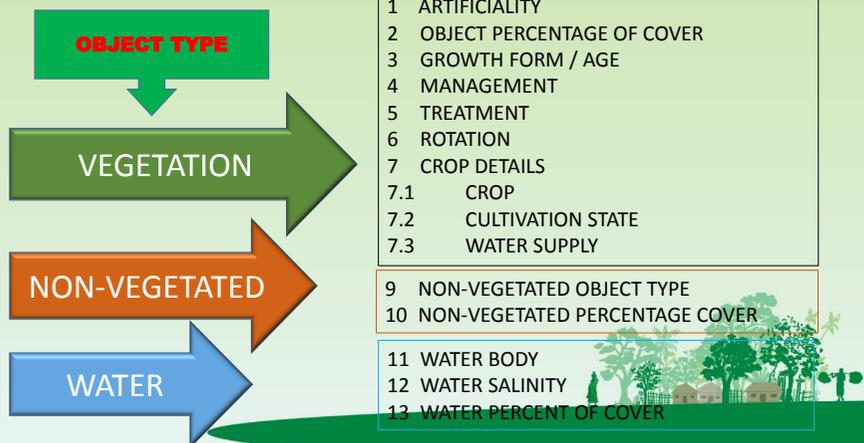 OBJECT TYPE
VEGETATION
1 ARTIFICIALITY
2 OBJECT PERCENTAGE OF COVER
3 GROWTH FORM / AGE
4 MANAGEMENT
5 TREATMENT
6 ROTATION
7 CROP DETAILS
7.1 CROP
7.2 CULTIVATION STATE
7.3 WATER SUPPLY
NON-VEGETATED
9 NON-VEGETATED OBJECT TYPE
10 NON-VEGETATED PERCENTAGE COVER
WATER
11 WATER BODY
12 WATER SALINITY
13 WATER PERCENT OF COVER